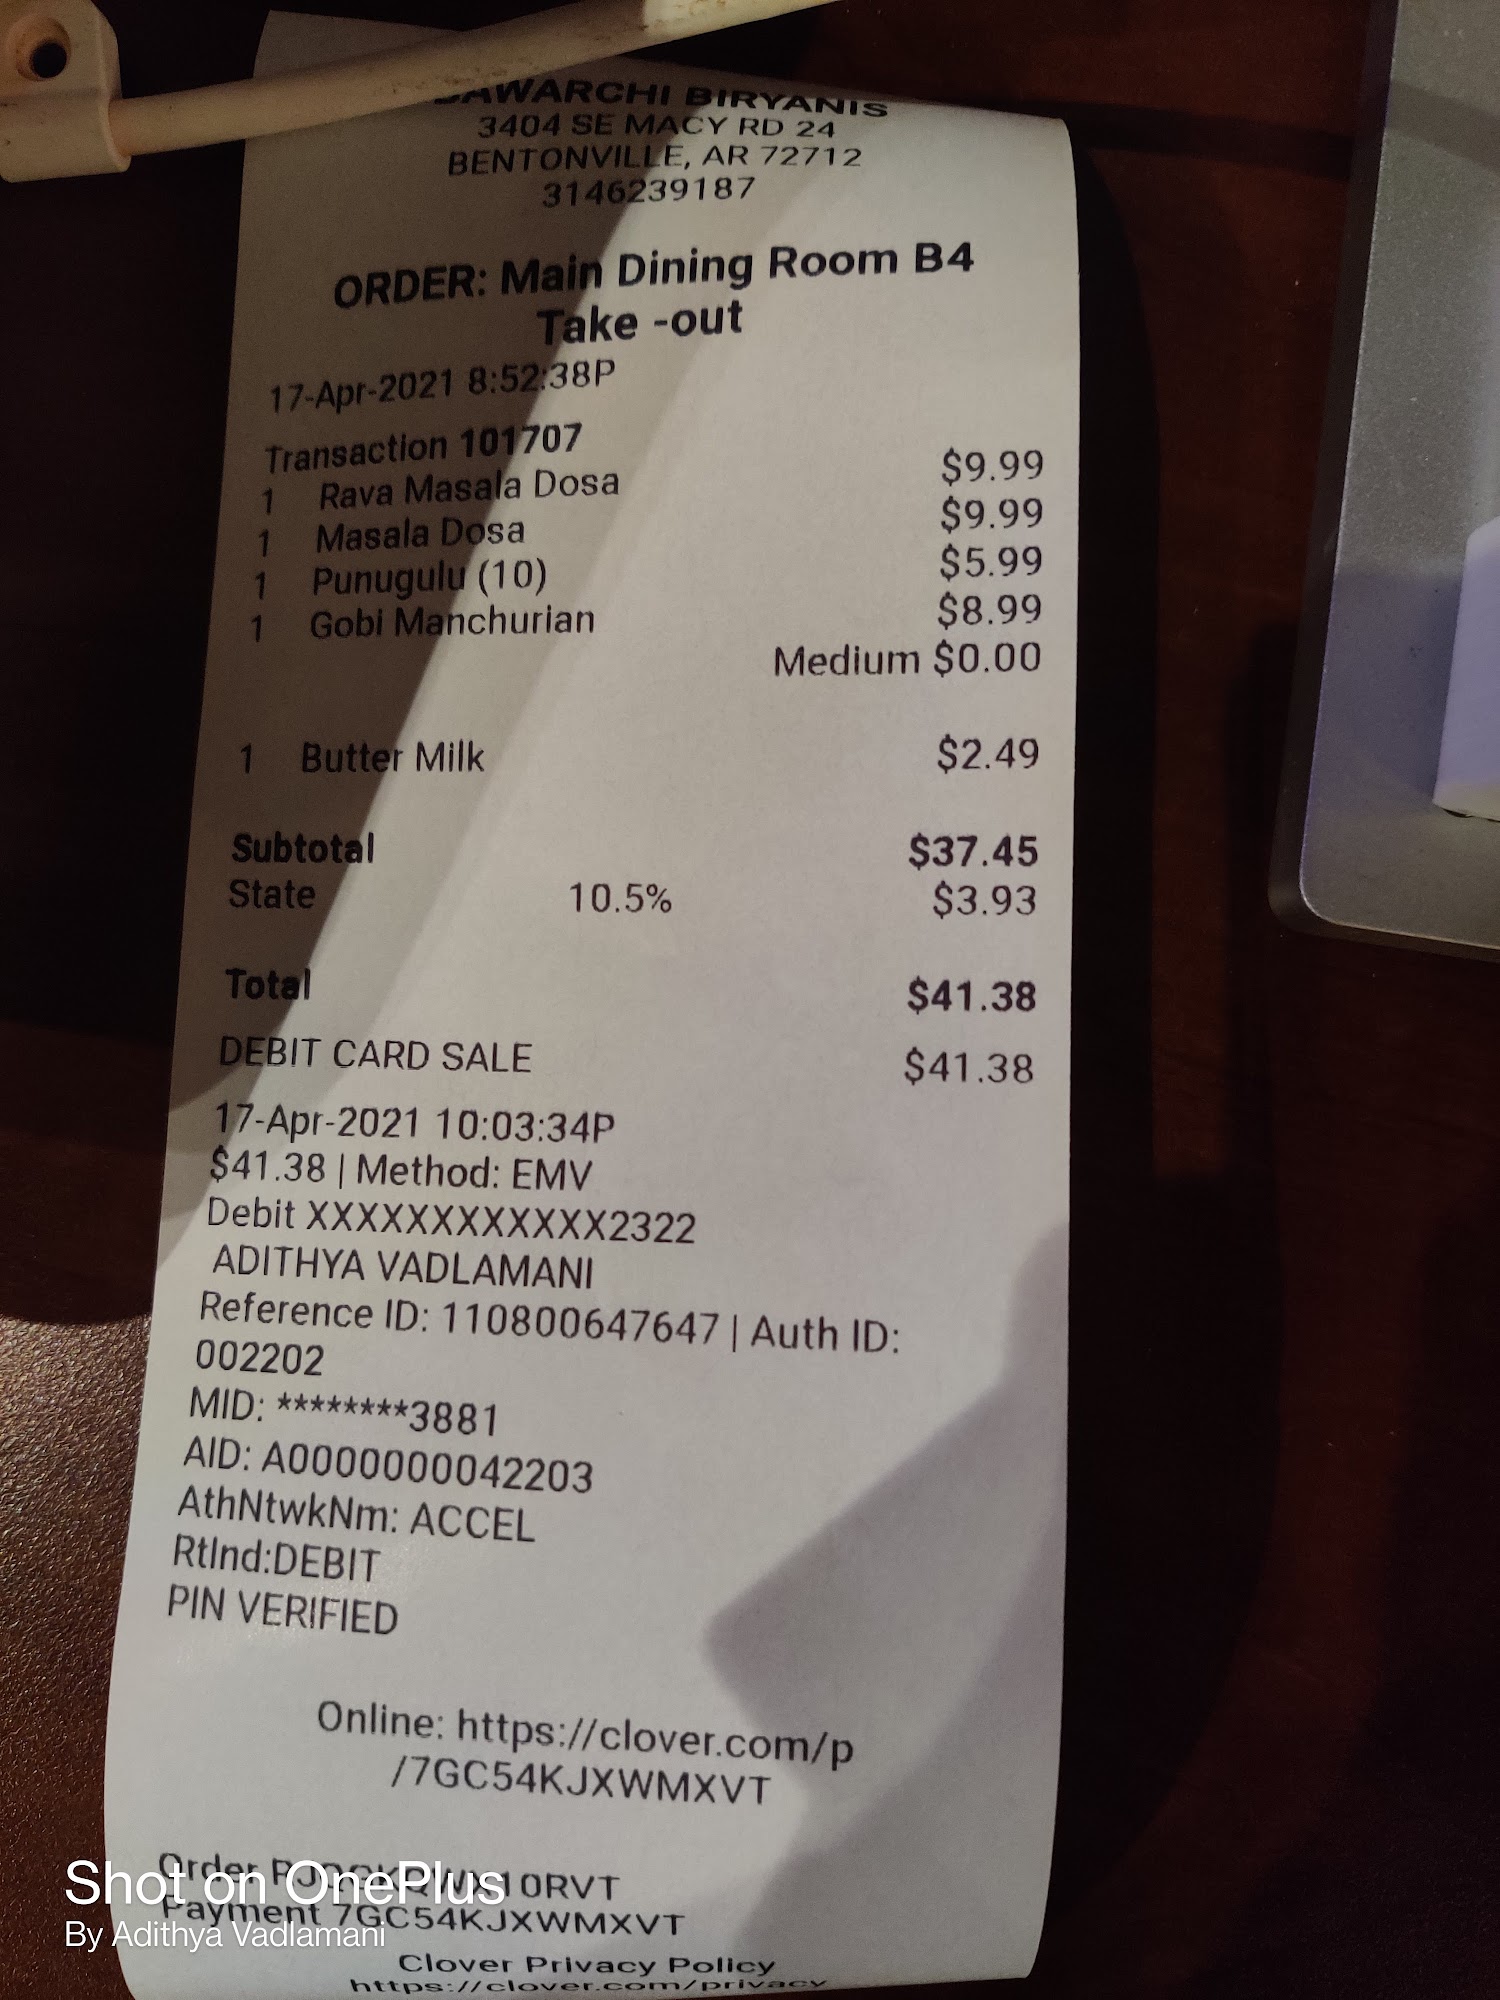 BAWARCHI BIRYANIS
3404 SE MACY RD 24
BENTONVILLE, AR 72712
3146239187
ORDER: Main Dining Room B4
Take -out
17-Apr-2021 8:52:38P
Transaction 101707
1 Rava Masala Dosa $9.99
1 Masala Dosa $9.99
1 Punugulu (10) $5.99
1 Gobi Manchurian $8.99
Medium $0.00
1 Butter Milk $2.49
Subtotal $37.45
State 10.5% $3.93
Total $41.38
DEBIT CARD SALE $41.38
17-Apr-2021 10:03:34P
$41.38 | Method: EMV
Debit XXXXXXXXXXXX2322
ADITHYA VADLAMANI
Reference ID: 110800647647 | Auth ID:
002202
MID: ********3881
AID: A0000000042203
AthNtwkNm: ACCEL
RtInd:DEBIT
PIN VERIFIED
Online: https://clover.com/p
/7GC54KJXWMXVT
Order
Payment 7GC54KJXWMXVT
Clover Privacy Policy
https://clover.com/privacy
Shot on OnePlus
By Adithya Vadlamani